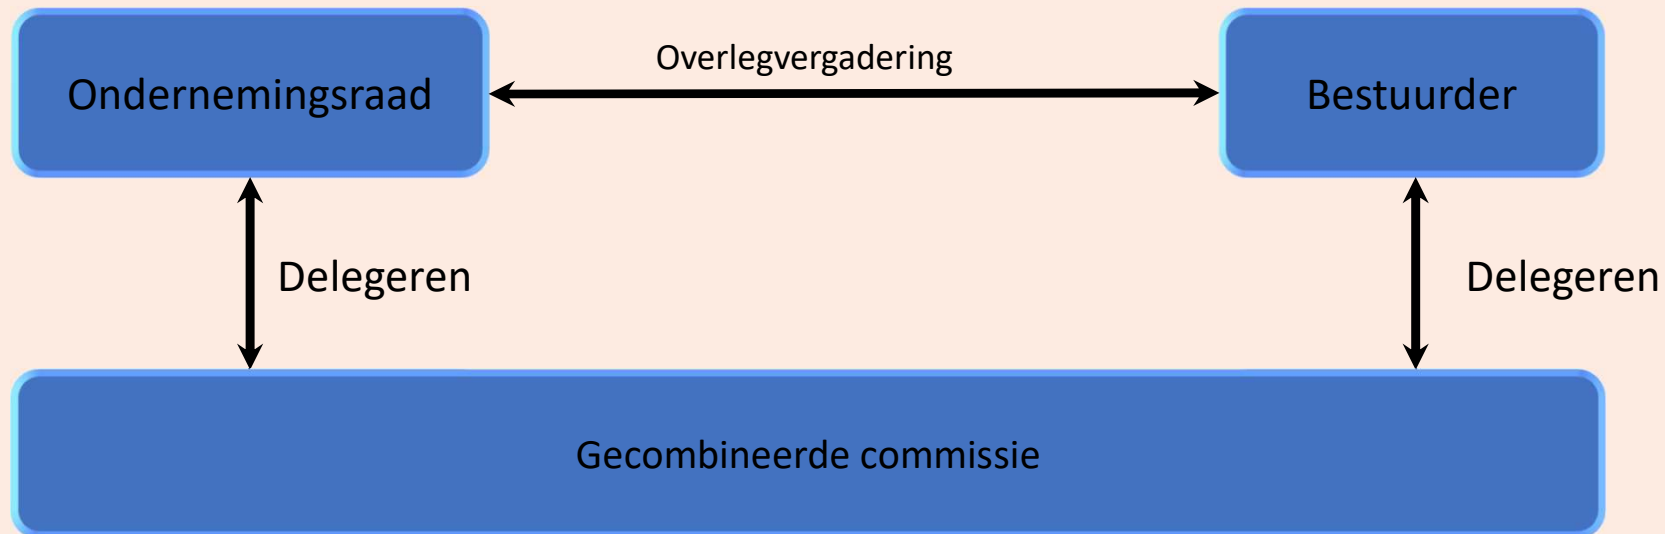 Overlegvergadering
Ondernemingsraad
Bestuurder
Delegeren
Delegeren
Gecombineerde commissie